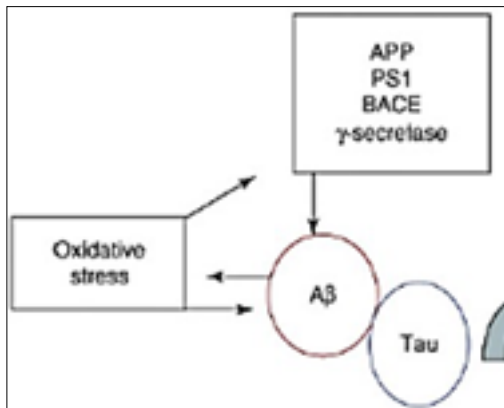 APP
PS1
BACE
γ-secretase
Oxidative
stress
Aβ
Tau